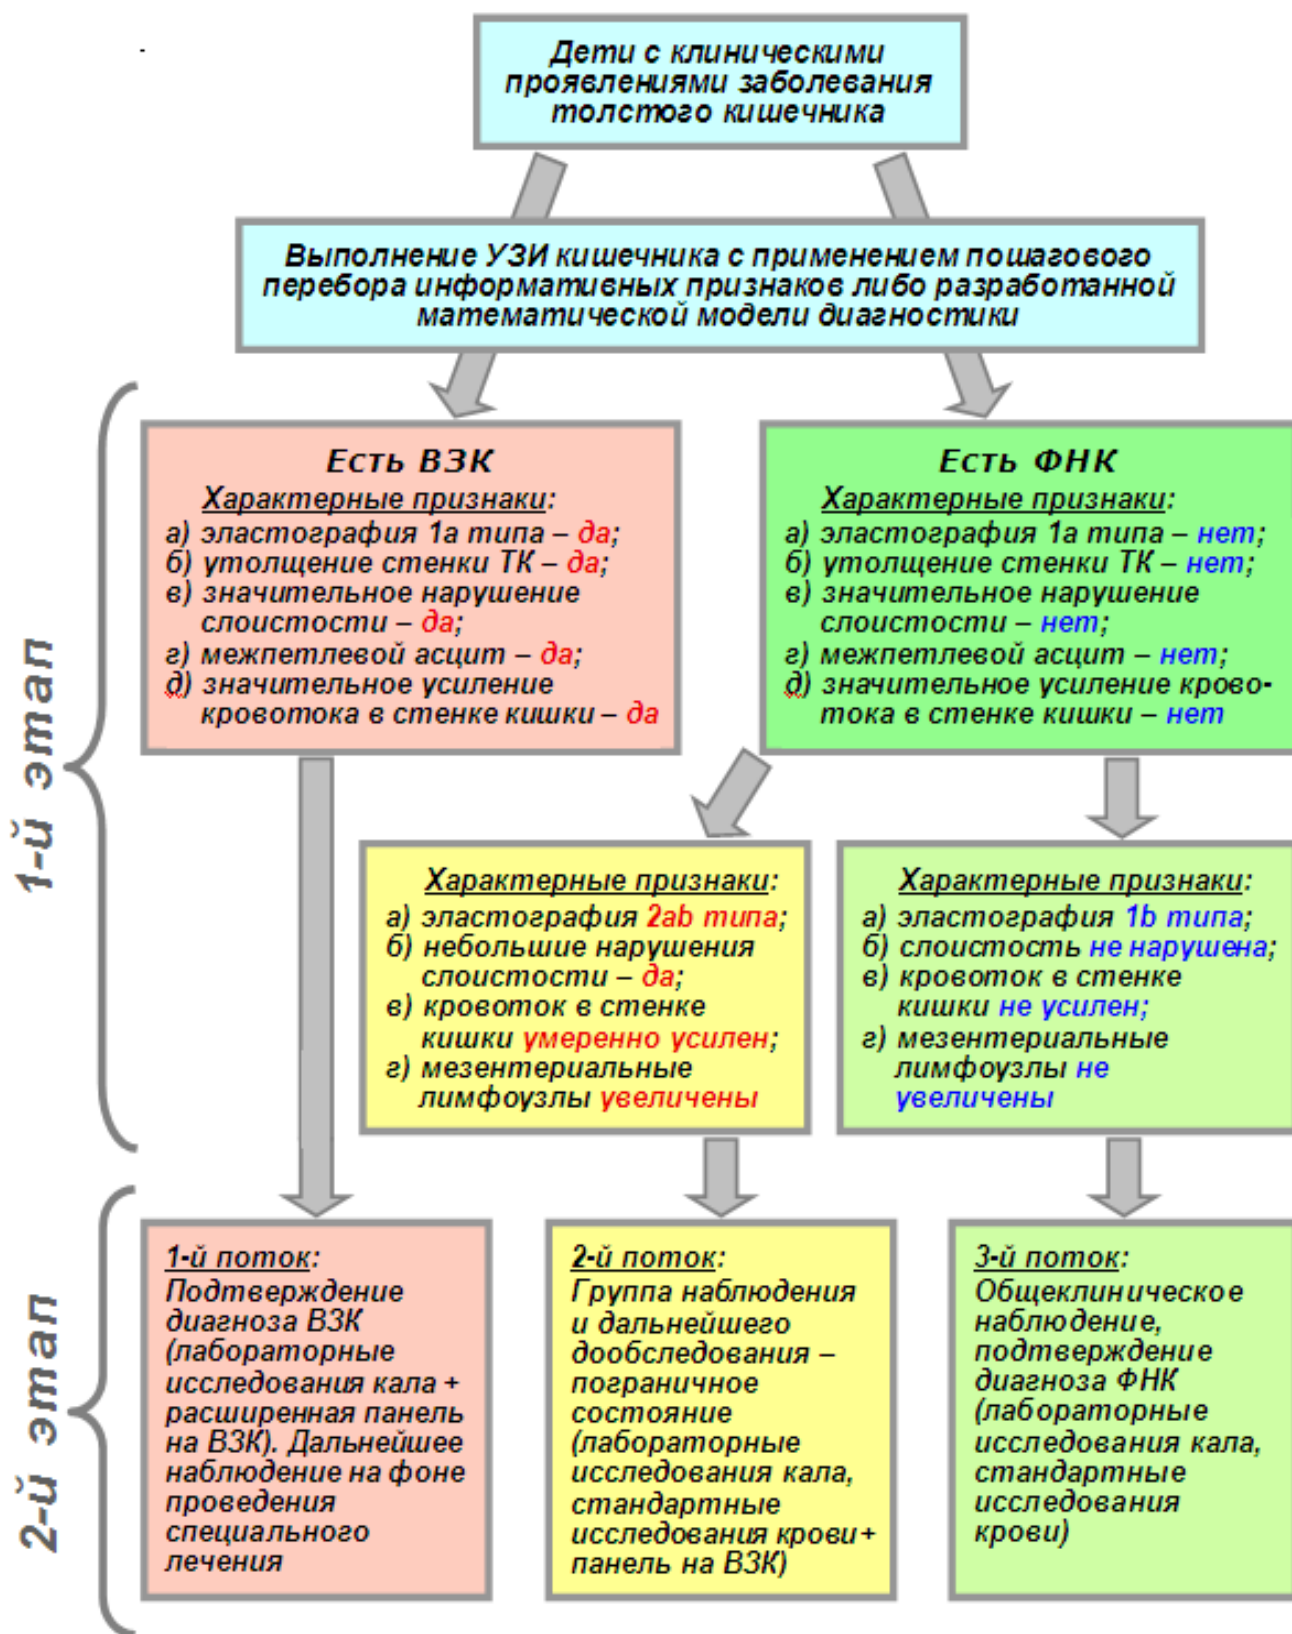 Дети с клиническими
проявлениями заболевания
толстого кишечника
Выполнение УЗИ кишечника с применением пошагового
перебора информативных признаков либо разработанной
математической модели диагностики
1-й этап
Есть ВЗК
Характерные признаки:
а) эластография 1а типа – да;
б) утолщение стенки ТК – да;
в) значительное нарушение
слоистости – да;
г) межпетлевой асцит – да;
д) значительное усиление
кровотока в стенке кишки – да
Есть ФНК
Характерные признаки:
а) эластография 1а типа – нет;
б) утолщение стенки ТК – нет;
в) значительное нарушение
слоистости – нет;
г) межпетлевой асцит – нет;
д) значительное усиление крово-
тока в стенке кишки – нет
Характерные признаки:
а) эластография 2ab типа;
б) небольшие нарушения
слоистости – да;
в) кровоток в стенке
кишки умеренно усилен;
г) мезентериальные
лимфоузлы увеличены
Характерные признаки:
а) эластография 1b типа;
б) слоистость не нарушена;
в) кровоток в стенке
кишки не усилен;
г) мезентериальные
лимфоузлы не
увеличены
2-й этап
1-й поток:
Подтверждение
диагноза ВЗК
(лабораторные
исследования кала +
расширенная панель
на ВЗК). Дальнейшее
наблюдение на фоне
проведения
специального
лечения
2-й поток:
Группа наблюдения
и дальнейшего
дообследования –
пограничное
состояние
(лабораторные
исследования кала,
стандартные
исследования крови+
панель на ВЗК)
3-й поток:
Общеклиническое
наблюдение,
подтверждение
диагноза ФНК
(лабораторные
исследования кала,
стандартные
исследования
крови)